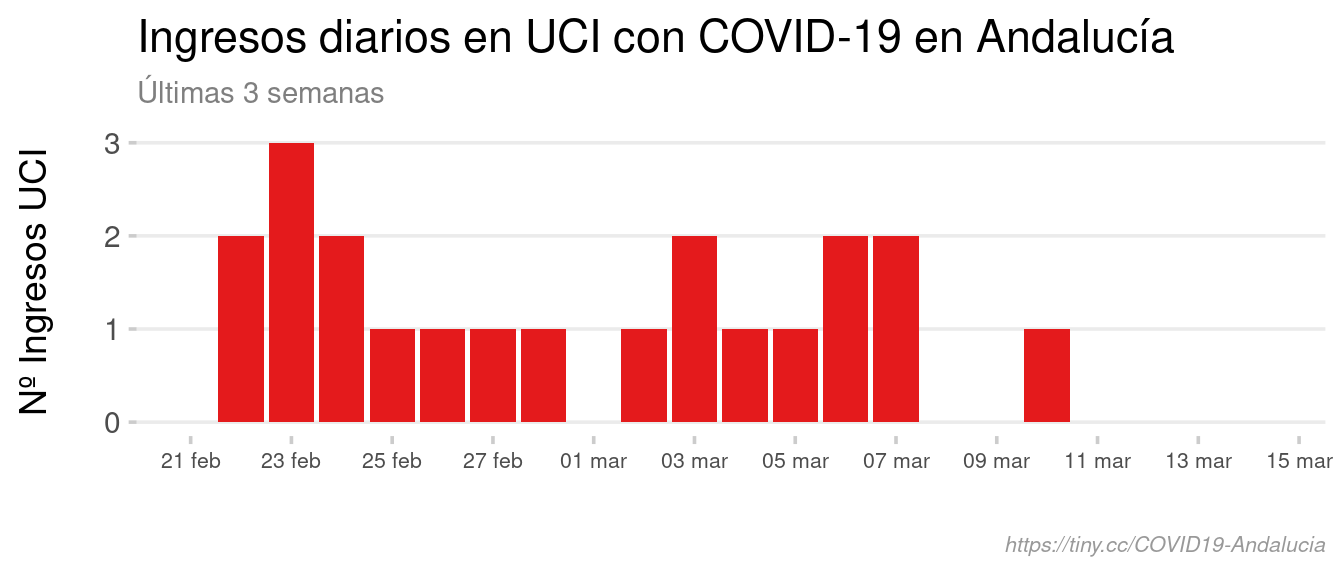 Ingresos diarios en UCI con COVID-19 en Andalucía
Últimas 3 semanas
Nº Ingresos UCI
3
2
1
0
21 feb 23 feb 25 feb 27 feb 01 mar 03 mar 05 mar 07 mar 09 mar 11 mar 13 mar 15 mar
https://tiny.cc/COVID19-Andalucia